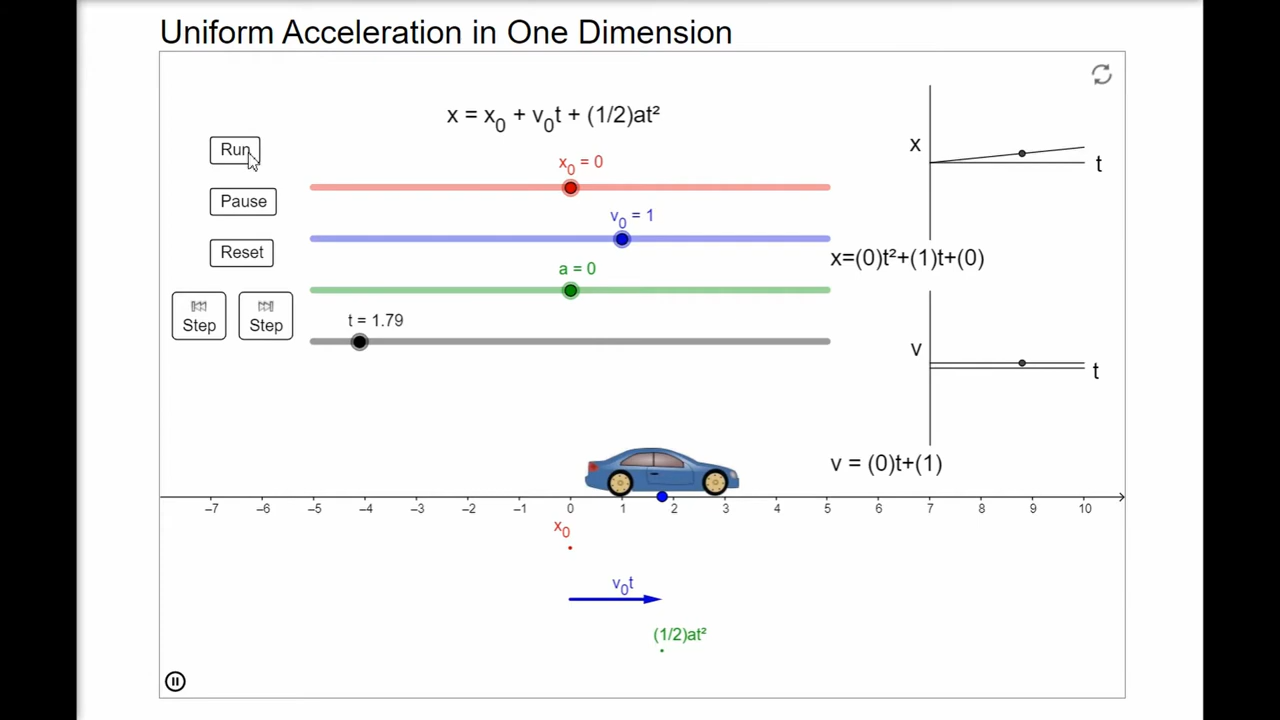 Uniform Acceleration in One Dimension
x = x₀ + v₀t + (1/2)at²
Run
x₀ = 0
Pause
v₀ = 1
Reset
a = 0
Step
Step
t = 1.79
x
t
x=(0)t²+(1)t+(0)
v
t
v = (0)t+(1)
–7 –6 –5 –4 –3 –2 –1 0 1 2 3 4 5 6 7 8 9 10
x₀
v₀t
(1/2)at²